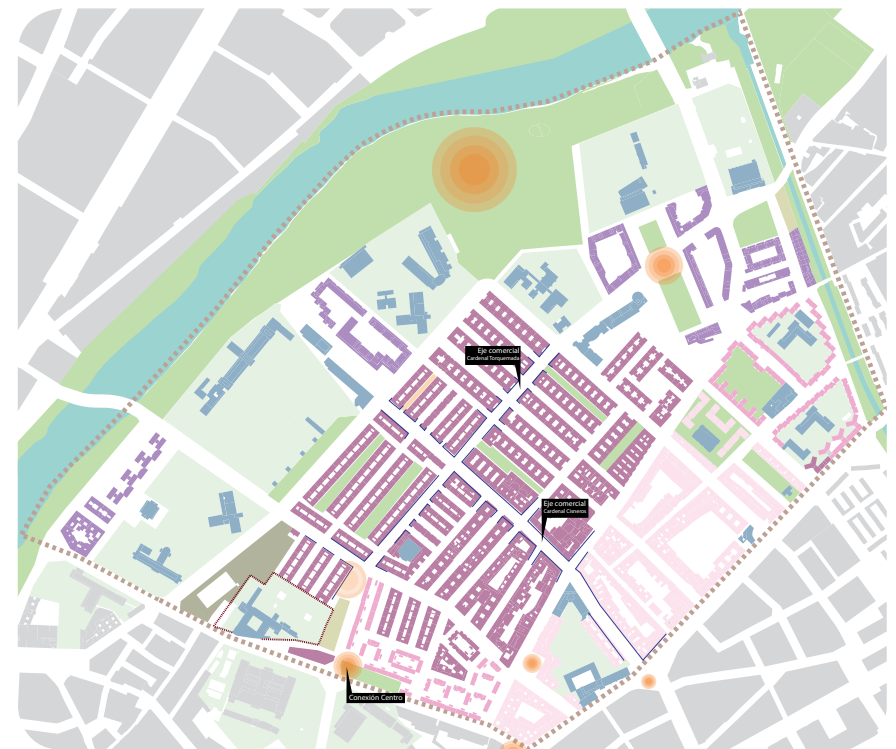 Eje comercial
Cardenal Torquemada
Eje comercial
Cardenal Cisneros
Conexión Centro